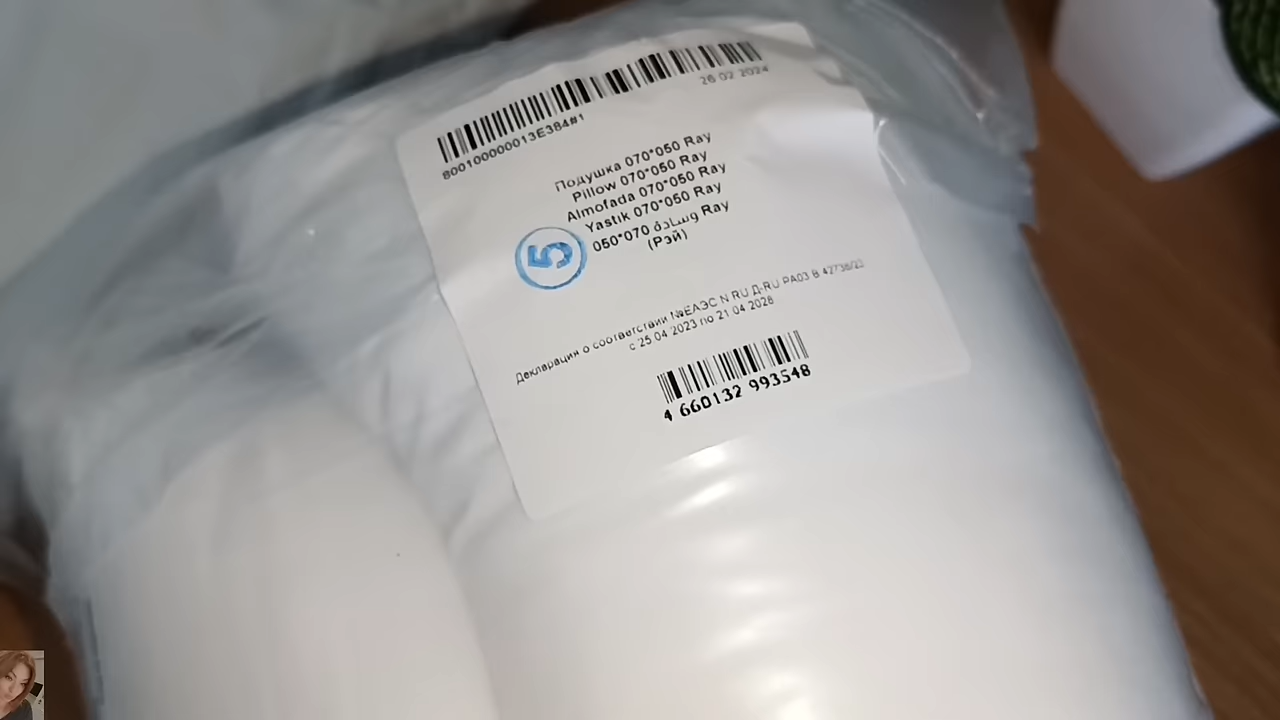 26 02 2024
80010000013E384#1
Подушка 070*050 Ray
Pillow 070*050 Ray
Almofada 070*050 Ray
Yastık 070*050 Ray
050*070 وسادة Ray
(Рэй)
5
Декларация о соответствии №ЕАЭС N RU Д-RU РА03 В 42736/23
с 25 04 2023 по 21 04 2028
4 660132 993548